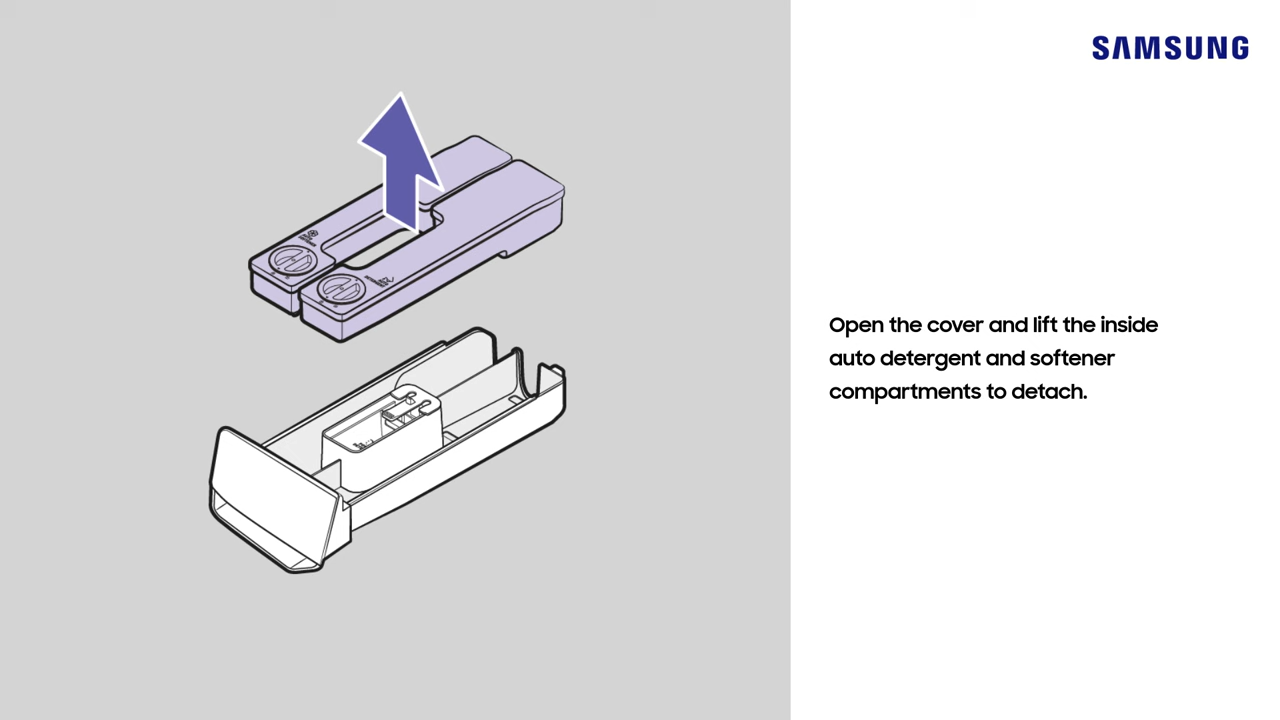 SAMSUNG
Open the cover and lift the inside
auto detergent and softener
compartments to detach.